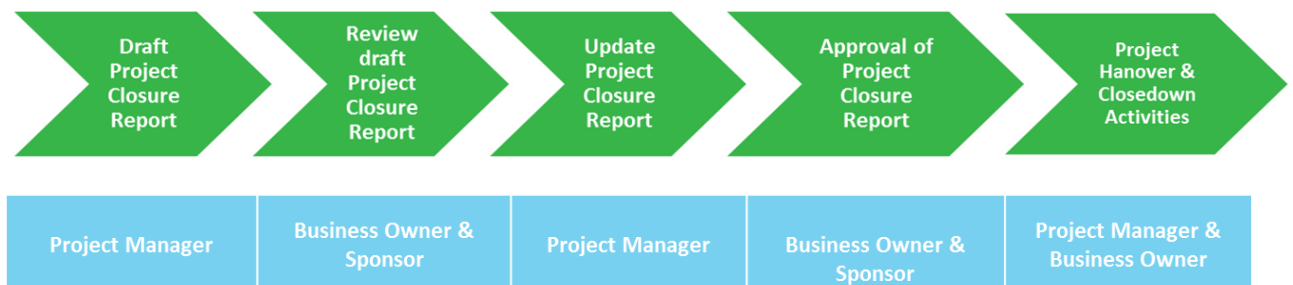 Draft
Project
Closure
Report
Review
draft
Project
Closure
Report
Update
Project
Closure
Report
Approval of
Project
Closure
Report
Project
Hanover &
Closedown
Activities
Project Manager
Business Owner &
Sponsor
Project Manager
Business Owner &
Sponsor
Project Manager &
Business Owner